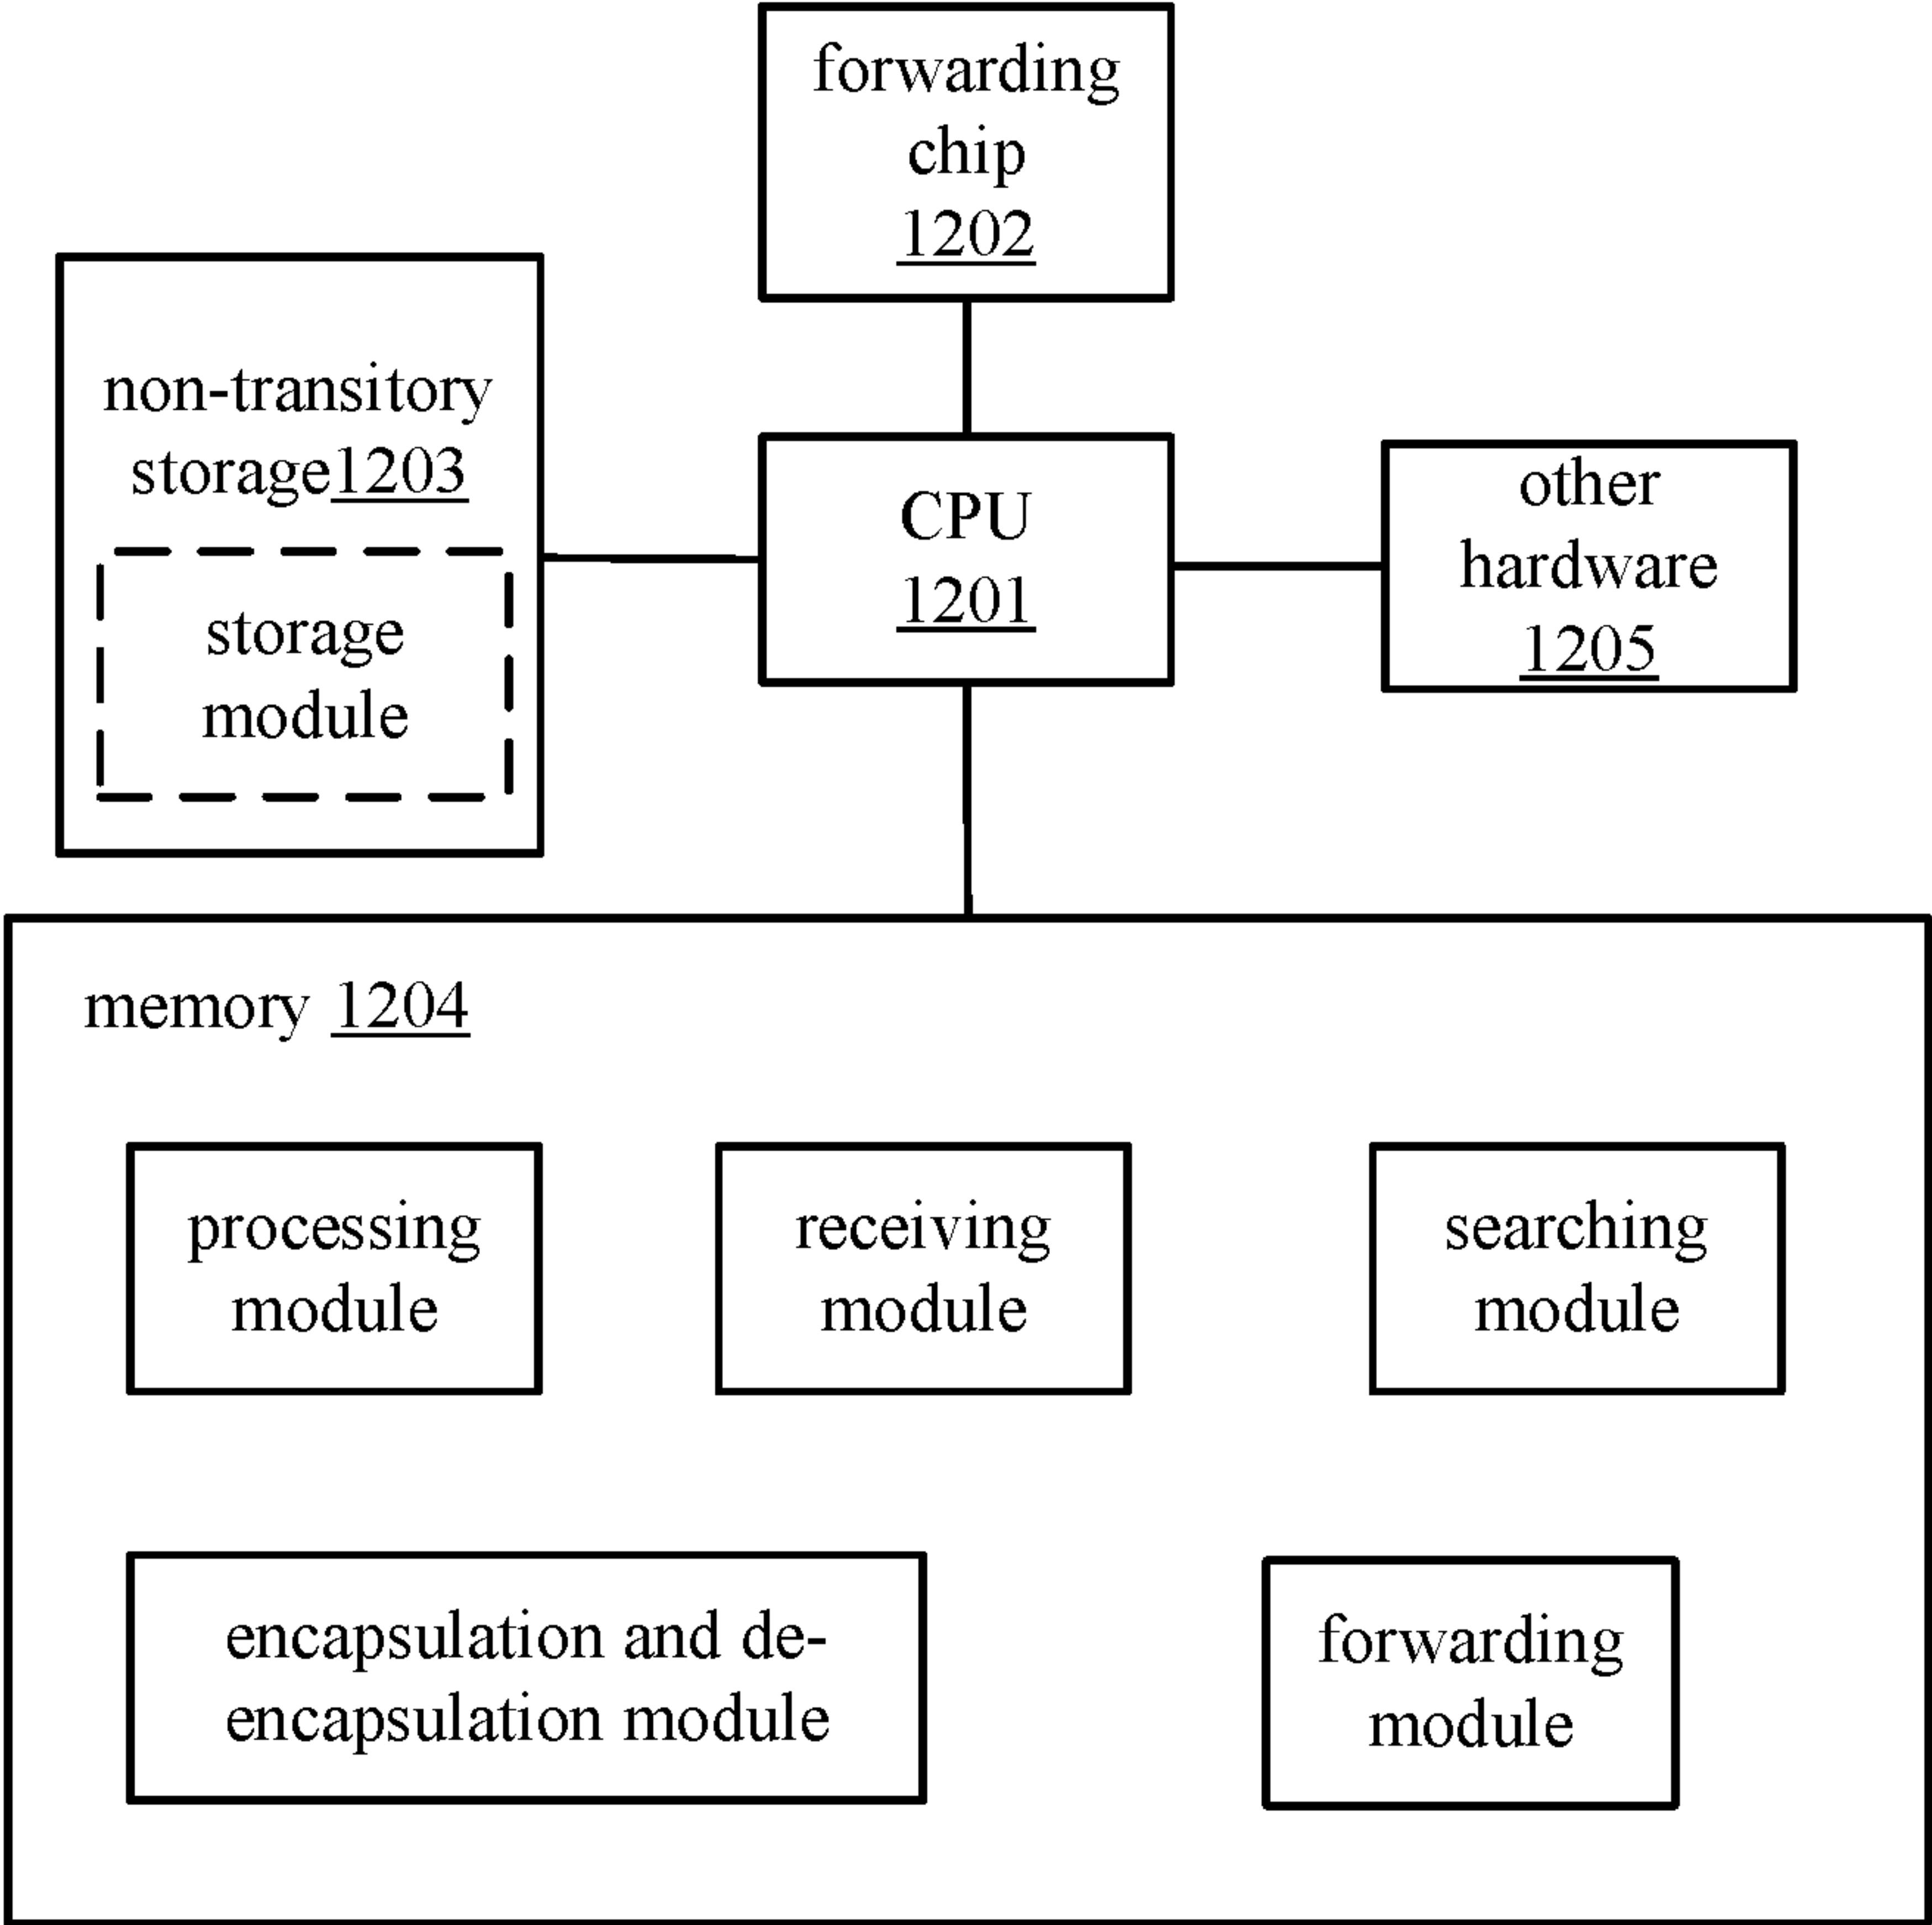 forwarding
chip
1202
non-transitory
storage1203
storage
module
CPU
1201
other
hardware
1205
memory 1204
processing
module
receiving
module
searching
module
encapsulation and de-
encapsulation module
forwarding
module